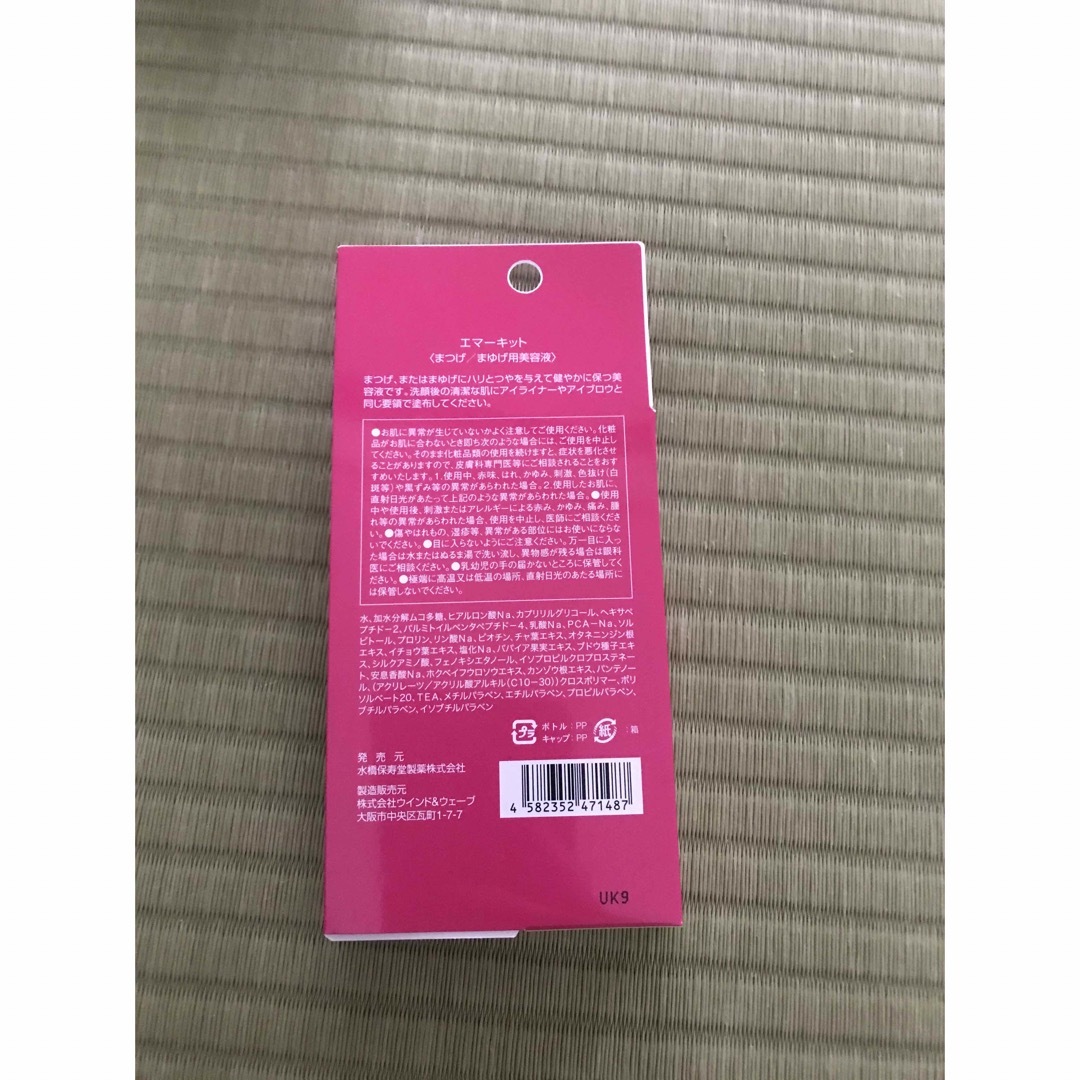 エマーキット
〈まつげ／まゆげ用美容液〉
まつげ、またはまゆげにハリとつやを与えて健やかに保つ美
容液です。洗顔後の清潔な肌にアイライナーやアイブロウと
同じ要領で塗布してください。
●お肌に異常が生じていないかよく注意してご使用ください。化粧
品がお肌に合わないとき即ち次のような場合には、ご使用を中止し
てください。そのまま化粧品類の使用を続けますと、症状を悪化させ
ることがありますので、皮膚科専門医等にご相談されることをおす
すめいたします。1.使用中、赤味、はれ、かゆみ、刺激、色抜け(白
斑等)や黒ずみ等の異常があらわれた場合。2.使用したお肌に、
直射日光があたって上記のような異常があらわれた場合。●使用
中や使用後、刺激またはアレルギーによる赤み、かゆみ、痛み、腫
れ等の異常があらわれた場合、使用を中止し、医師にご相談くださ
い。●傷やはれもの、湿疹等、異常がある部位にはお使いにならな
いでください。●目に入らないようにご注意ください。万一目に入っ
た場合は水またはぬるま湯で洗い流し、異物感が残る場合は眼科
医にご相談ください。●乳幼児の手の届かないところに保管してく
ださい。●極端に高温又は低温の場所、直射日光のあたる場所に
は保管しないでください。
水、加水分解ムコ多糖、ヒアルロン酸Na、カプリリルグリコール、ヘキサペ
プチド-2、パルミトイルペンタペプチド-4、乳酸Na、PCA-Na、ソル
ビトール、プロリン、リン酸Na、ビオチン、チャ葉エキス、オタネニンジン根
エキス、イチョウ葉エキス、塩化Na、パパイア果実エキス、ブドウ種子エキ
ス、シルクアミノ酸、フェノキシエタノール、イソプロピルクロプロステネー
ト、安息香酸Na、ホクベイフウロソウエキス、カンゾウ根エキス、パンテノー
ル、(アクリレーツ/アクリル酸アルキル(C10-30))クロスポリマー、ポリ
ソルベート20、TEA、メチルパラベン、エチルパラベン、プロピルパラベン、
ブチルパラベン、イソブチルパラベン
プラ ボトル：PP
キャップ：PP 紙 ：箱
発売元
水橋保寿堂製薬株式会社
製造販売元
株式会社ウインド&ウェーブ
大阪市中央区瓦町1-7-7
4 582352 471487
UK9